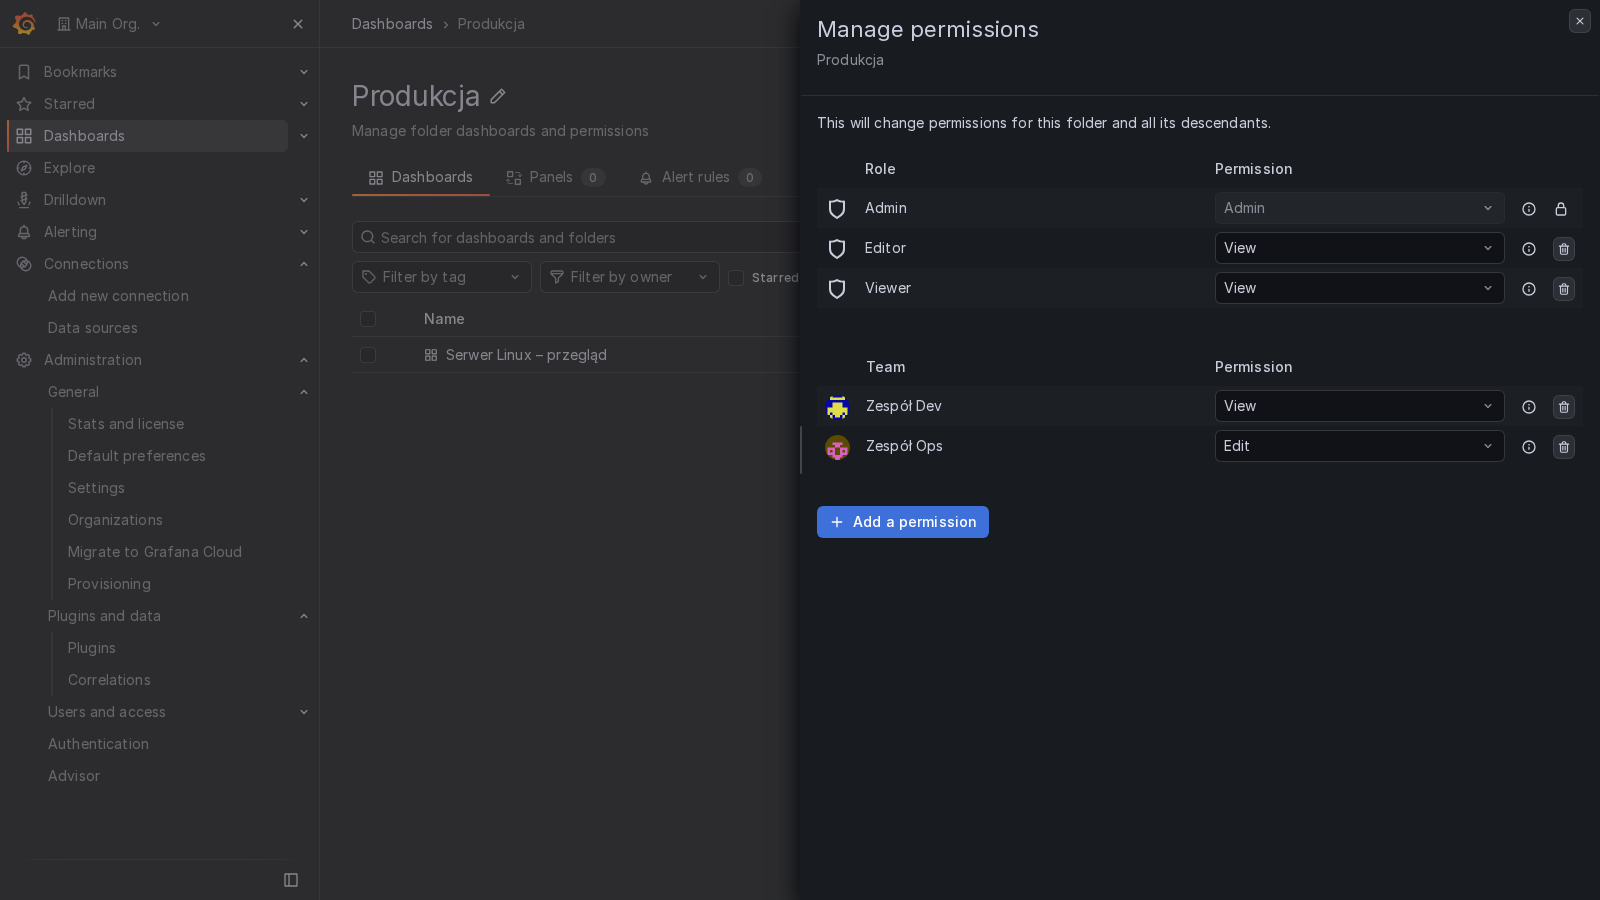 Main Org.
Bookmarks
Starred
Dashboards
Explore
Drilldown
Alerting
Connections
Add new connection
Data sources
Administration
General
Stats and license
Default preferences
Settings
Organizations
Migrate to Grafana Cloud
Provisioning
Plugins and data
Plugins
Correlations
Users and access
Authentication
Advisor
Dashboards > Produkcja
Produkcja
Manage folder dashboards and permissions
Dashboards Panels 0 Alert rules 0
Search for dashboards and folders
Filter by tag Filter by owner Starred
Name
Serwer Linux – przegląd
Manage permissions
Produkcja
This will change permissions for this folder and all its descendants.
Role Permission
Admin Admin
Editor View
Viewer View
Team Permission
Zespół Dev View
Zespół Ops Edit
Add a permission